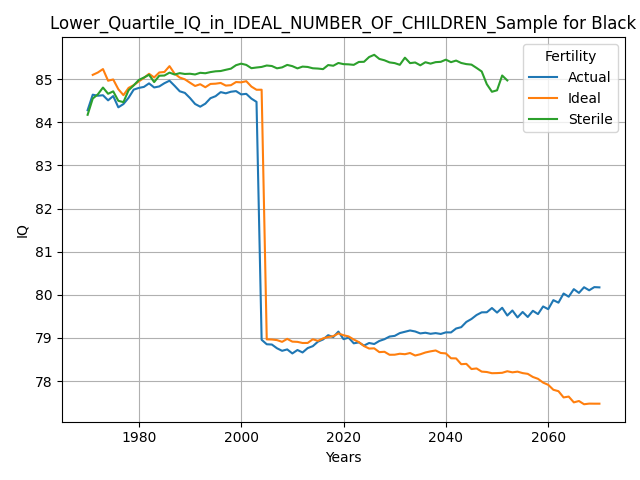 Lower_Quartile_IQ_in_IDEAL_NUMBER_OF_CHILDREN_Sample for Black
Fertility
Actual
Ideal
Sterile
85
84
83
82
81
80
79
78
IQ
1980
2000
2020
2040
2060
Years